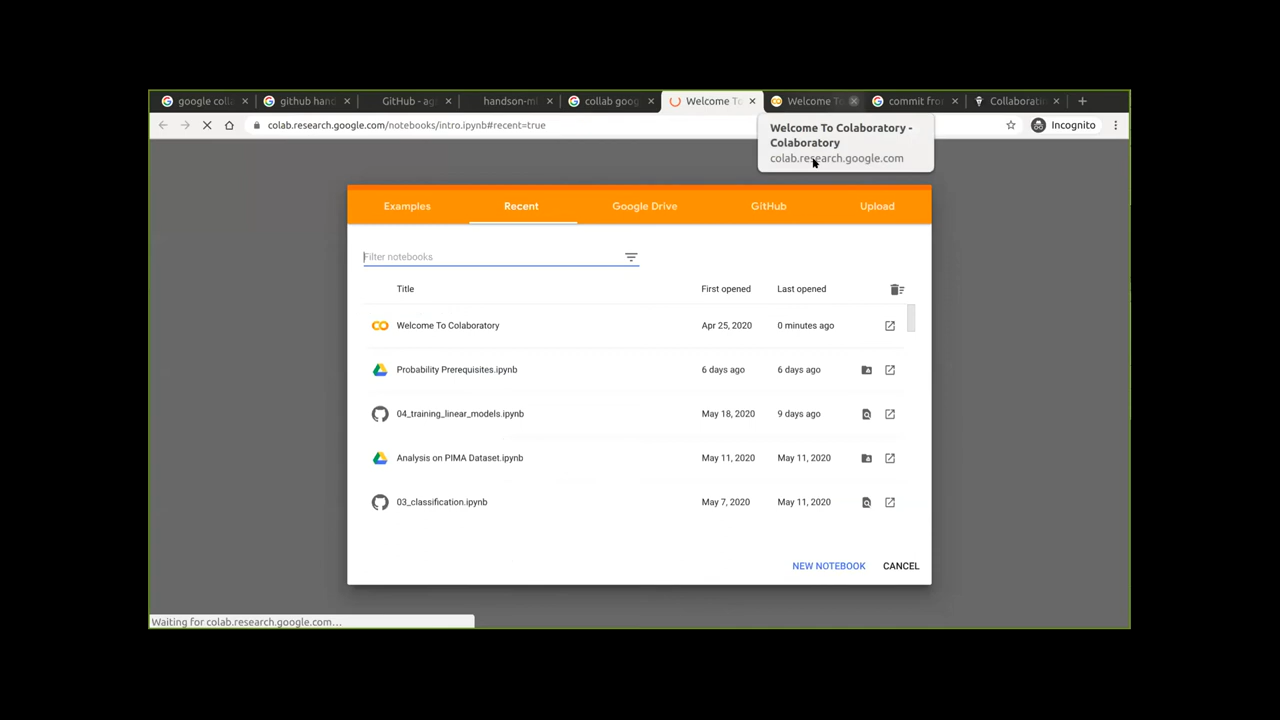 google coll
github hand
GitHub - ag
handson-ml
collab goog
Welcome To
Welcome To
commit fro
Collaborati
colab.research.google.com/notebooks/intro.ipynb#recent=true
Incognito
Welcome To Colaboratory -
Colaboratory
colab.research.google.com
Examples
Recent
Google Drive
GitHub
Upload
Filter notebooks
Title First opened Last opened
Welcome To Colaboratory Apr 25, 2020 0 minutes ago
Probability Prerequisites.ipynb 6 days ago 6 days ago
04_training_linear_models.ipynb May 18, 2020 9 days ago
Analysis on PIMA Dataset.ipynb May 11, 2020 May 11, 2020
03_classification.ipynb May 7, 2020 May 11, 2020
NEW NOTEBOOK CANCEL
Waiting for colab.research.google.com...